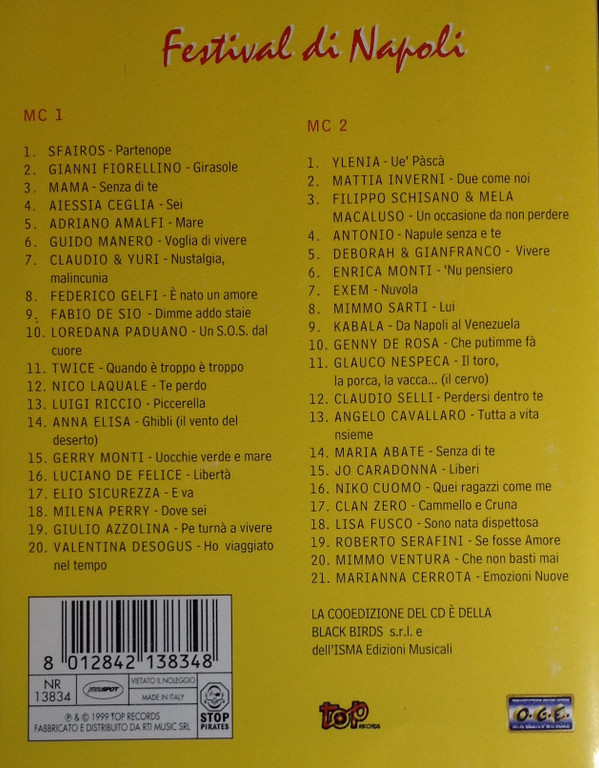 Festival di Napoli
MC 1
1. SFAIROS - Partenope
2. GIANNI FIORELLINO - Girasole
3. MAMA - Senza di te
4. AIESSIA CEGLIA - Sei
5. ADRIANO AMALFI - Mare
6. GUIDO MANERO - Voglia di vivere
7. CLAUDIO & YURI - Nustalgia,
malincunia
8. FEDERICO GELFI - È nato un amore
9. FABIO DE SIO - Dimme addo staie
10. LOREDANA PADUANO - Un S.O.S. dal
cuore
11. TWICE - Quando è troppo è troppo
12. NICO LAQUALE - Te perdo
13. LUIGI RICCIO - Piccerella
14. ANNA ELISA - Ghibli (il vento del
deserto)
15. GERRY MONTI - Uocchie verde e mare
16. LUCIANO DE FELICE - Libertà
17. ELIO SICUREZZA - E va
18. MILENA PERRY - Dove sei
19. GIULIO AZZOLINA - Pe turnà a vivere
20. VALENTINA DESOGUS - Ho viaggiato
nel tempo
MC 2
1. YLENIA - Ue' Pàscà
2. MATTIA INVERNI - Due come noi
3. FILIPPO SCHISANO & MELA
MACALUSO - Un occasione da non perdere
4. ANTONIO - Napule senza e te
5. DEBORAH & GIANFRANCO - Vivere
6. ENRICA MONTI - 'Nu pensiero
7. EXEM - Nuvola
8. MIMMO SARTI - Lui
9. KABALA - Da Napoli al Venezuela
10. GENNY DE ROSA - Che putimme fà
11. GLAUCO NESPECA - Il toro,
la porca, la vacca... (il cervo)
12. CLAUDIO SELLI - Perdersi dentro te
13. ANGELO CAVALLARO - Tutta a vita
nsieme
14. MARIA ABATE - Senza di te
15. JO CARADONNA - Liberi
16. NIKO CUOMO - Quei ragazzi come me
17. CLAN ZERO - Cammello e Cruna
18. LISA FUSCO - Sono nata dispettosa
19. ROBERTO SERAFINI - Se fosse Amore
20. MIMMO VENTURA - Che non basti mai
21. MARIANNA CERROTA - Emozioni Nuove
LA COOEDIZIONE DEL CD È DELLA
BLACK BIRDS s.r.l. e
dell'ISMA Edizioni Musicali
8 012842 138348
NR
13834
SPOT
VIETATO IL NOLEGGIO
MADE IN ITALY
STOP
PIRATES
℗ & © 1999 TOP RECORDS
FABBRICATO E DISTRIBUITO DA RTI MUSIC SRL
TOP
RECORDS
O.G.E.